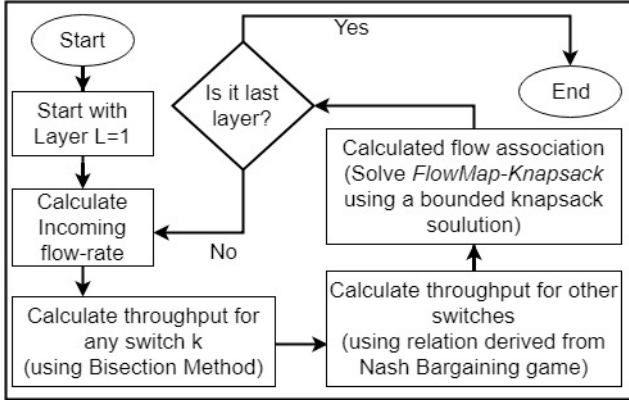 Start
Start with
Layer L=1
Calculate
Incoming
flow-rate
Calculate throughput for
any switch k
(using Bisection Method)
Calculate throughput for other
switches
(using relation derived from
Nash Bargaining game)
Calculated flow association
(Solve FlowMap-Knapsack
using a bounded knapsack
soulution)
Is it last
layer?
No
Yes
End